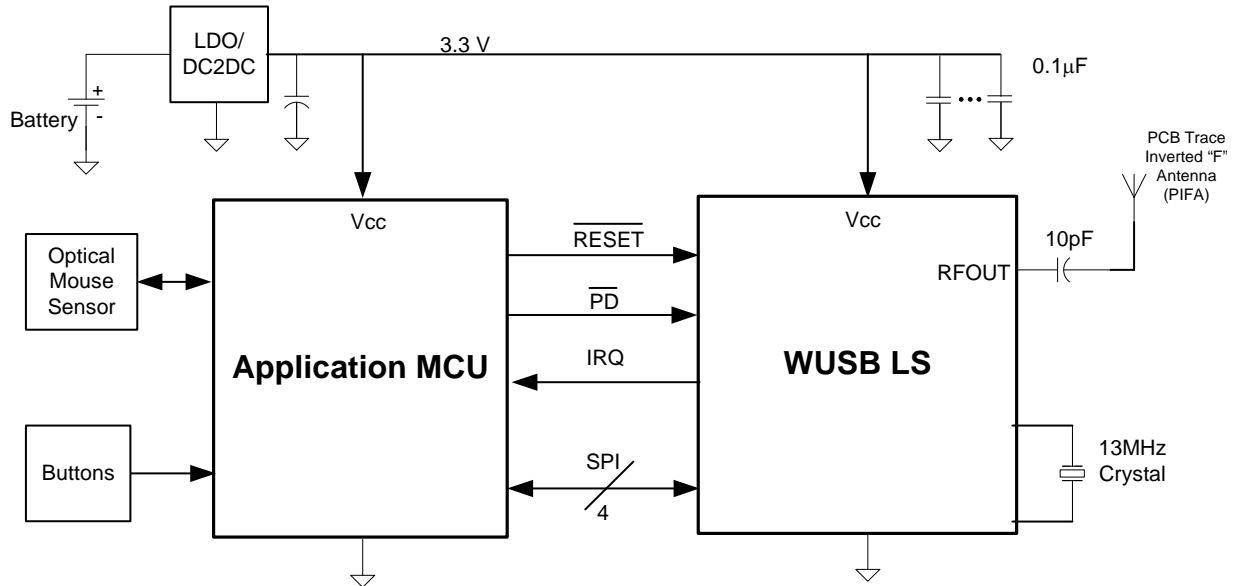 LDO/
DC2DC
3.3 V
0.1μF
+
-
Battery
PCB Trace
Inverted “F”
Antenna
(PIFA)
Vcc
Vcc
RESET
10pF
Optical
Mouse
Sensor
RFOUT
PD
Application MCU
IRQ
WUSB LS
Buttons
SPI
4
13MHz
Crystal